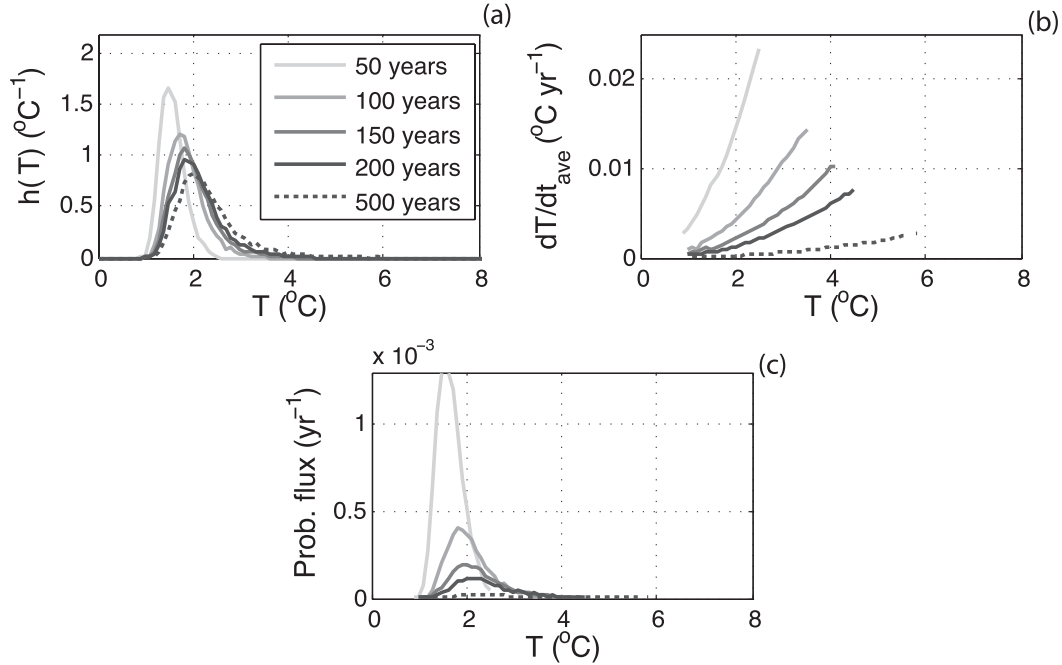 (a)
h(T) (°C⁻¹)
2
1.5
1
0.5
0
0 2 4 6 8
T (°C)
50 years
100 years
150 years
200 years
500 years
(b)
dT/dt_ave (°C yr⁻¹)
0.02
0.01
0
0 2 4 6 8
T (°C)
(c)
x 10⁻³
Prob. flux (yr⁻¹)
1
0.5
0
0 2 4 6 8
T (°C)